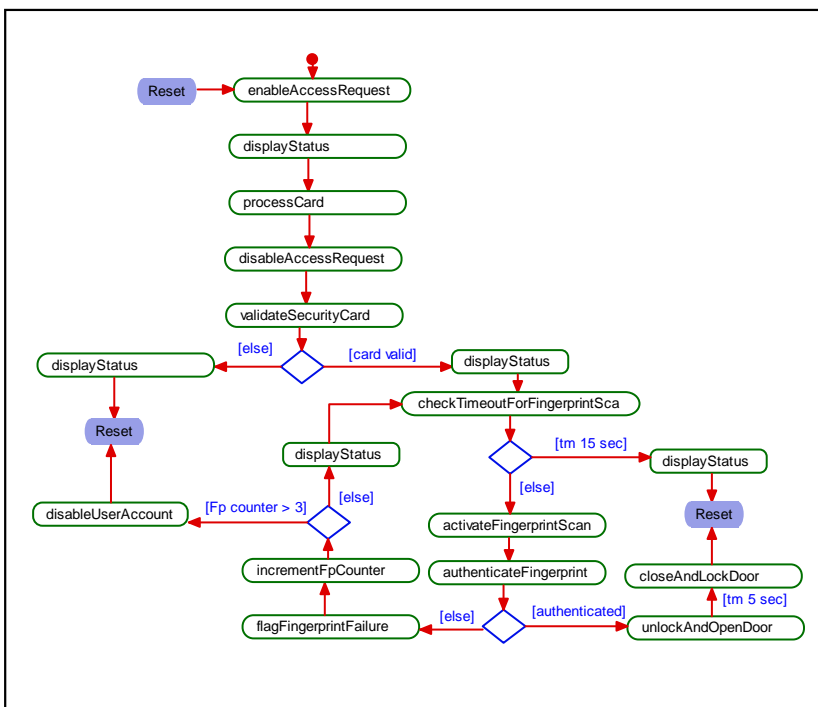 Reset
enableAccessRequest
displayStatus
processCard
disableAccessRequest
validateSecurityCard
[else]
[card valid]
displayStatus
displayStatus
checkTimeoutForFingerprintSca
Reset
displayStatus
[tm 15 sec]
displayStatus
[else]
[else]
disableUserAccount
[Fp counter > 3]
activateFingerprintScan
Reset
incrementFpCounter
authenticateFingerprint
closeAndLockDoor
[tm 5 sec]
flagFingerprintFailure
[else]
[authenticated]
unlockAndOpenDoor